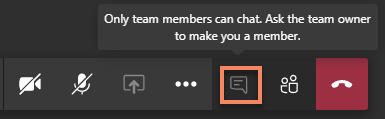 Only team members can chat. Ask the team owner
to make you a member.